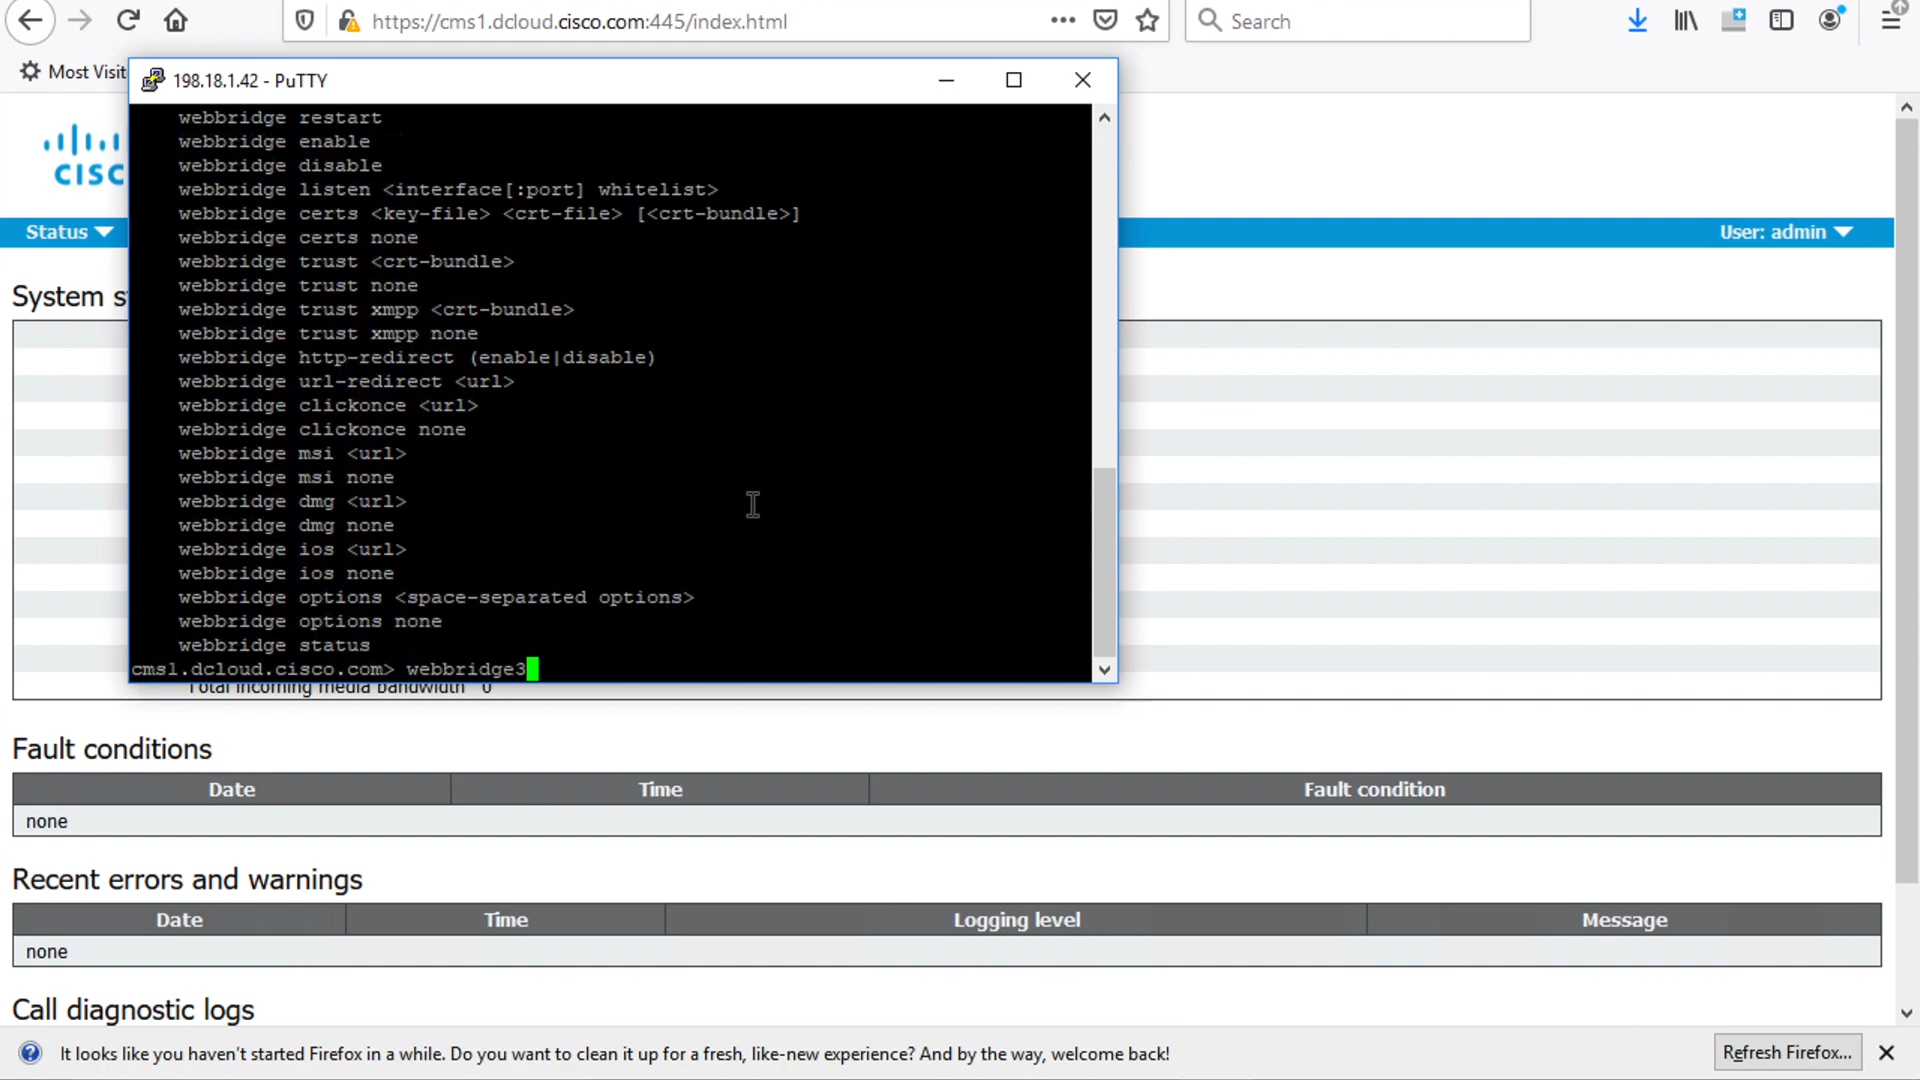 https://cms1.dcloud.cisco.com:445/index.html
Search
Most Visit
198.18.1.42 - PuTTY
webbridge restart
webbridge enable
webbridge disable
webbridge listen <interface[:port] whitelist>
webbridge certs <key-file> <crt-file> [<crt-bundle>]
webbridge certs none
webbridge trust <crt-bundle>
webbridge trust none
webbridge trust xmpp <crt-bundle>
webbridge trust xmpp none
webbridge http-redirect (enable|disable)
webbridge url-redirect <url>
webbridge clickonce <url>
webbridge clickonce none
webbridge msi <url>
webbridge msi none
webbridge dmg <url>
webbridge dmg none
webbridge ios <url>
webbridge ios none
webbridge options <space-separated options>
webbridge options none
webbridge status
cms1.dcloud.cisco.com> webbridge3
CISC
Status
User: admin
System s
Total incoming media bandwidth 0
Fault conditions
Date Time Fault condition
none
Recent errors and warnings
Date Time Logging level Message
none
Call diagnostic logs
It looks like you haven't started Firefox in a while. Do you want to clean it up for a fresh, like-new experience? And by the way, welcome back!
Refresh Firefox...